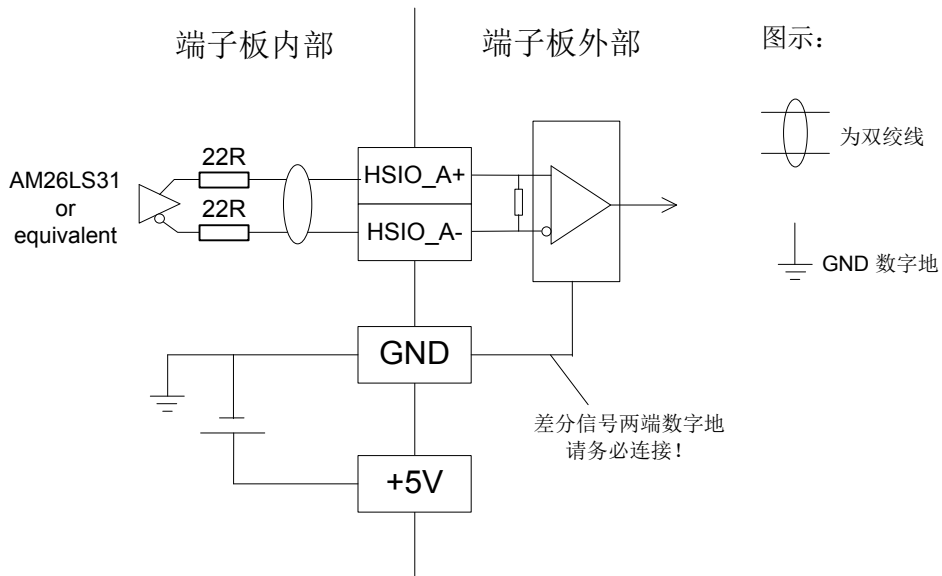 端子板内部
端子板外部
图示：
为双绞线
22R
AM26LS31
or
equivalent
22R
HSIO_A+
HSIO_A-
GND 数字地
GND
差分信号两端数字地
请务必连接！
+5V